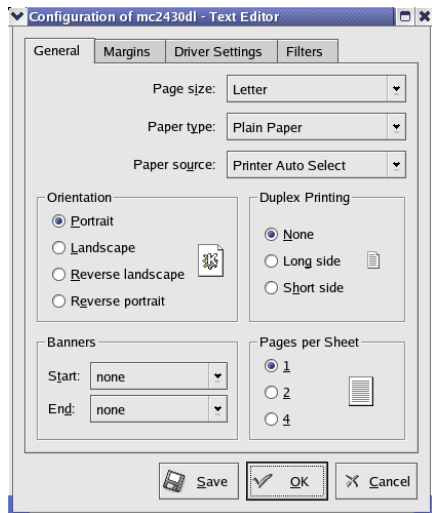 Configuration of mc2430dl - Text Editor
General Margins Driver Settings Filters
Page size: Letter
Paper type: Plain Paper
Paper source: Printer Auto Select
Orientation
Portrait
Landscape
Reverse landscape
Reverse portrait
Duplex Printing
None
Long side
Short side
Banners
Start: none
End: none
Pages per Sheet
1
2
4
Save OK Cancel